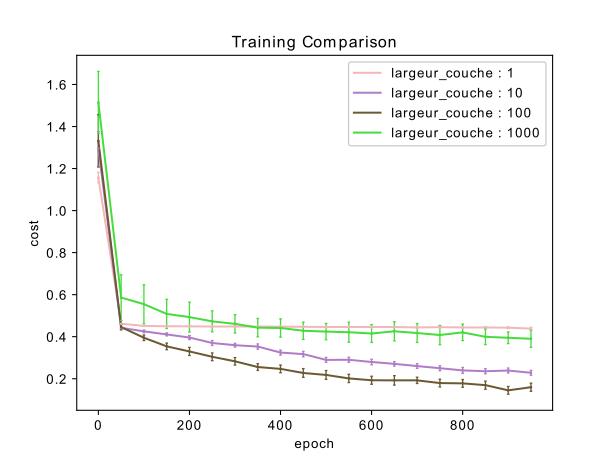 Training Comparison
largeur_couche : 1
largeur_couche : 10
largeur_couche : 100
largeur_couche : 1000
cost
1.6
1.4
1.2
1.0
0.8
0.6
0.4
0.2
0 200 400 600 800
epoch